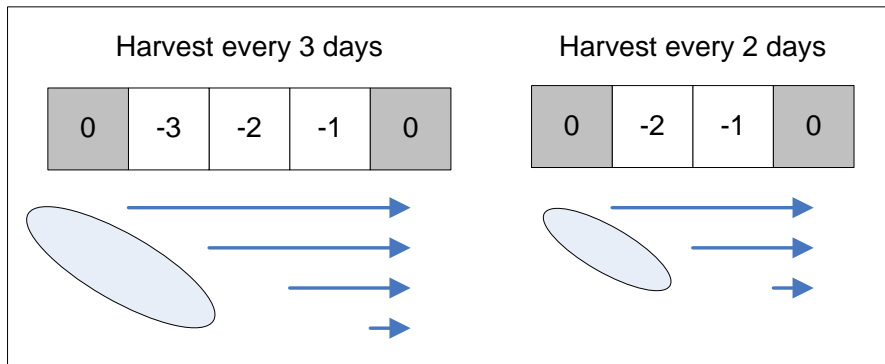 Harvest every 3 days
0 -3 -2 -1 0
Harvest every 2 days
0 -2 -1 0